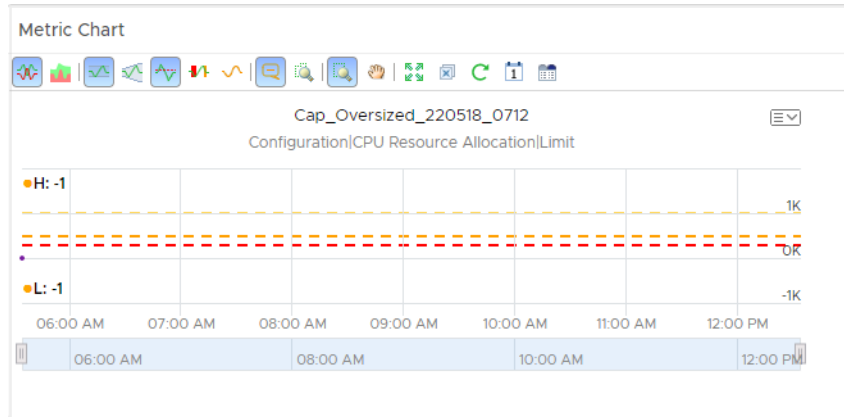 Metric Chart
1
Cap_Oversized_220518_0712
Configuration|CPU Resource Allocation|Limit
H: -1
1K
0K
L: -1
-1K
06:00 AM 07:00 AM 08:00 AM 09:00 AM 10:00 AM 11:00 AM 12:00 PM
06:00 AM 08:00 AM 10:00 AM 12:00 PM